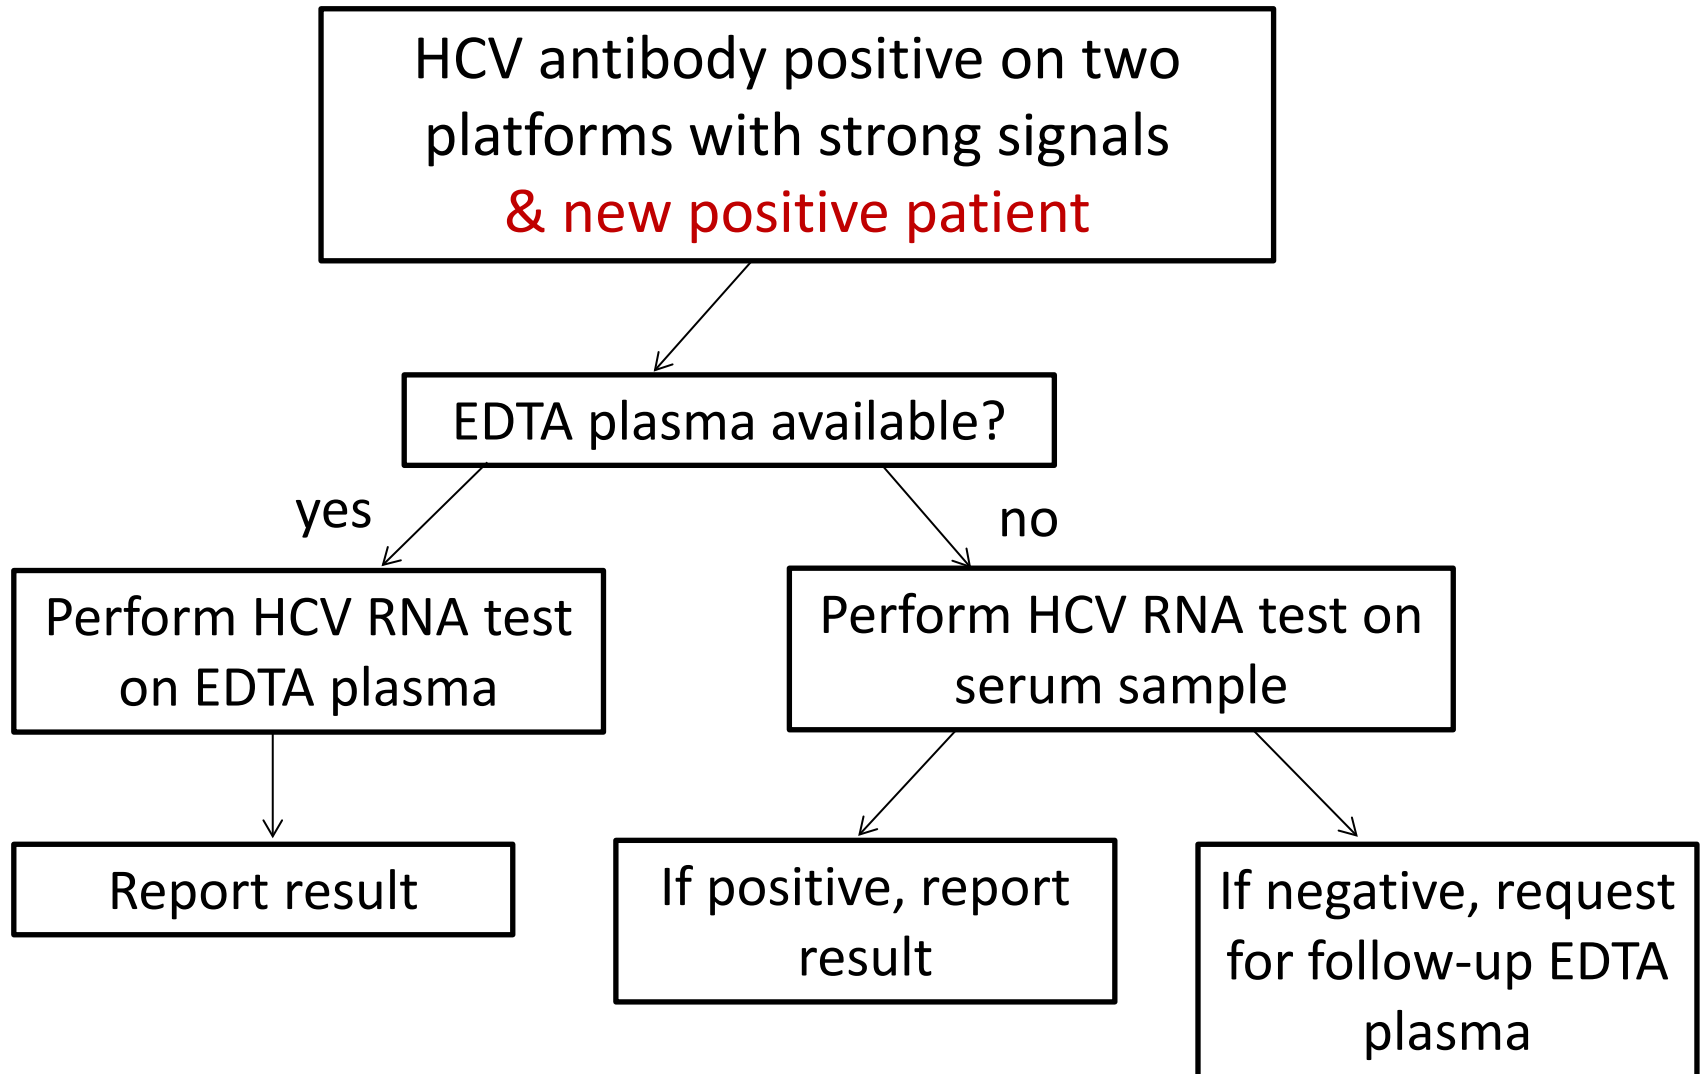 HCV antibody positive on two
platforms with strong signals
& new positive patient
EDTA plasma available?
yes
no
Perform HCV RNA test
on EDTA plasma
Perform HCV RNA test on
serum sample
Report result
If positive, report
result
If negative, request
for follow-up EDTA
plasma